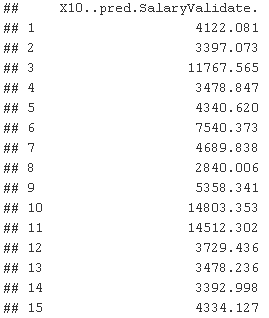 ##    X10..pred.SalaryValidate.
## 1                   4122.081
## 2                   3397.073
## 3                  11767.565
## 4                   3478.847
## 5                   4340.620
## 6                   7540.373
## 7                   4689.838
## 8                   2840.006
## 9                   5358.341
## 10                 14803.353
## 11                 14512.302
## 12                  3729.436
## 13                  3478.236
## 14                  3392.998
## 15                  4334.127